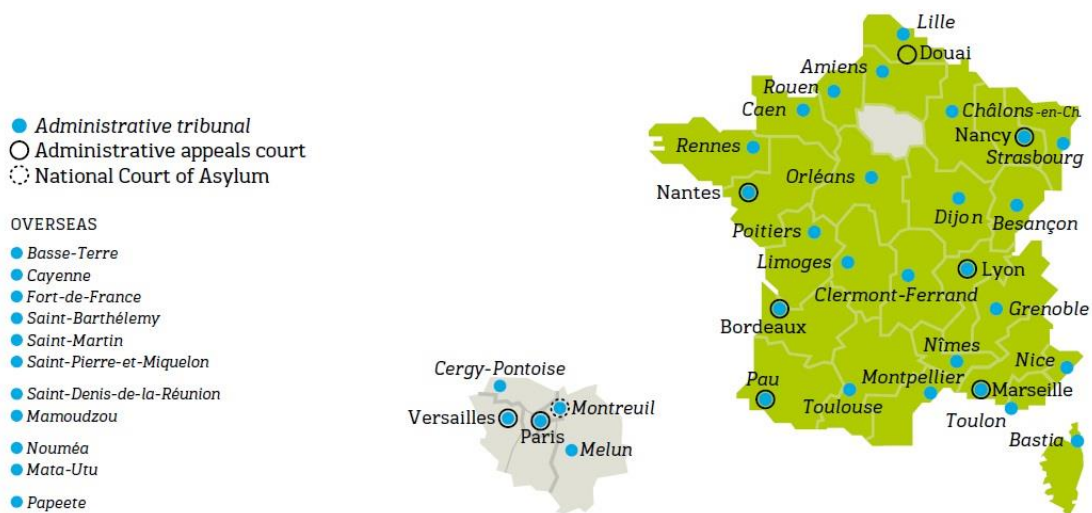 Administrative tribunal
Administrative appeals court
National Court of Asylum
OVERSEAS
Basse-Terre
Cayenne
Fort-de-France
Saint-Barthélemy
Saint-Martin
Saint-Pierre-et-Miquelon
Saint-Denis-de-la-Réunion
Mamoudzou
Nouméa
Mata-Utu
Papeete
Cergy-Pontoise
Versailles
Paris
Montreuil
Melun
Lille
Douai
Amiens
Rouen
Caen
Châlons-en-Ch.
Nancy
Strasbourg
Rennes
Orléans
Nantes
Dijon
Besançon
Poitiers
Limoges
Lyon
Clermont-Ferrand
Grenoble
Bordeaux
Nîmes
Nice
Pau
Montpellier
Marseille
Toulouse
Toulon
Bastia